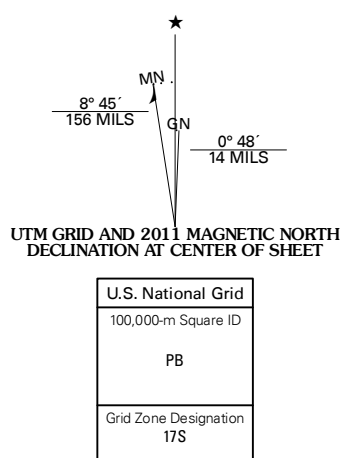 MN
8° 45´
156 MILS
GN
0° 48´
14 MILS
UTM GRID AND 2011 MAGNETIC NORTH
DECLINATION AT CENTER OF SHEET
U.S. National Grid
100,000-m Square ID
PB
Grid Zone Designation
17S